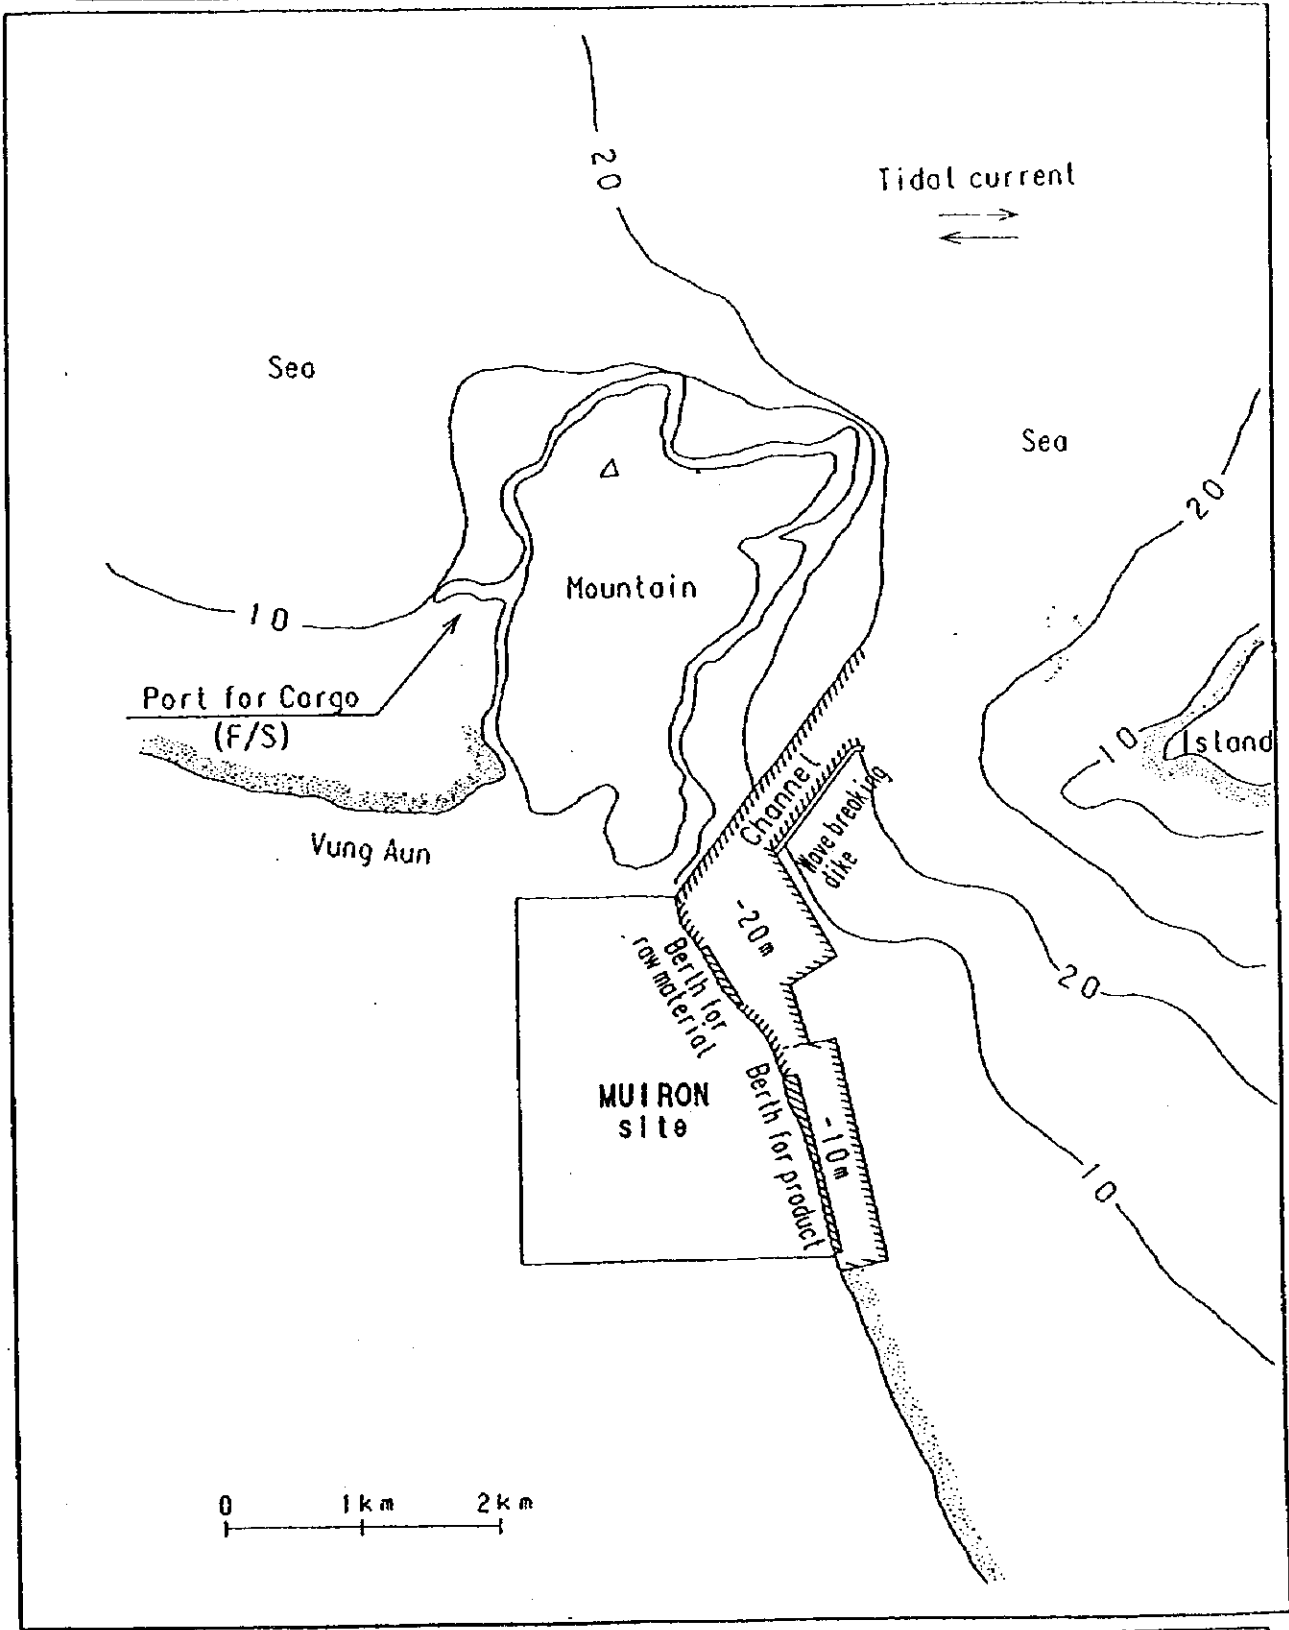 20
Tidal current
Sea
Sea
20
Mountain
10
Port for Cargo
(F/S)
10
Island
Channel
Wave breaking
dike
Vung Aun
-20m
Berth for
raw material
20
MUIRON
site
Berth for product
-10m
10
0 1km 2km